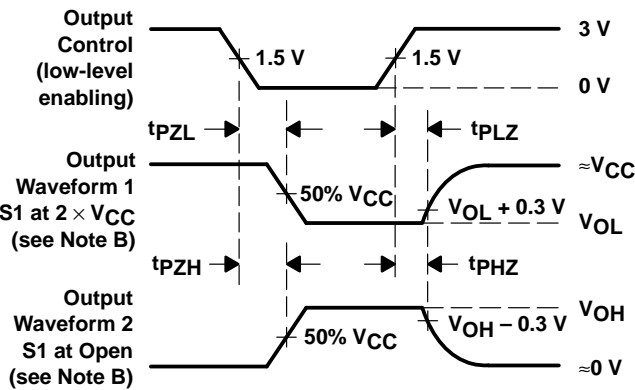 Output
Control
(low-level
enabling)
1.5 V
1.5 V
3 V
0 V
tPZL
tPLZ
Output
Waveform 1
S1 at 2 × VCC
(see Note B)
50% VCC
VOL + 0.3 V
≈VCC
VOL
tPZH
tPHZ
Output
Waveform 2
S1 at Open
(see Note B)
50% VCC
VOH – 0.3 V
VOH
≈0 V